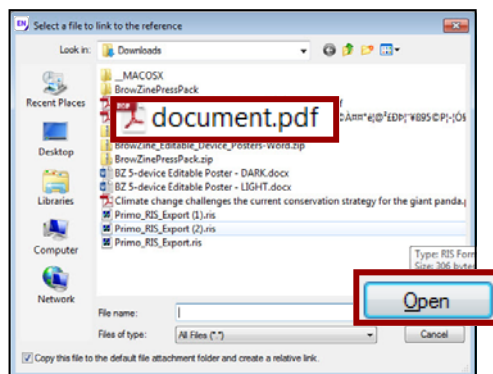 EN Select a file to link to the reference
Look in: Downloads
Recent Places
Desktop
Libraries
Computer
Network
__MACOSX
BrowZinePressPack
document.pdf
BrowZine_Editable_Device_Posters-Word.zip
BrowZinePressPack.zip
BZ 5-device Editable Poster - DARK.docx
BZ 5-device Editable Poster - LIGHT.docx
Climate change challenges the current conservation strategy for the giant panda.
Primo_RIS_Export (1).ris
Primo_RIS_Export (2).ris
Primo_RIS_Export.ris
Type: RIS Form
Size: 306 bytes
Open
File name:
Files of type: All Files (*.*)
Cancel
Copy this file to the default file attachment folder and create a relative link.